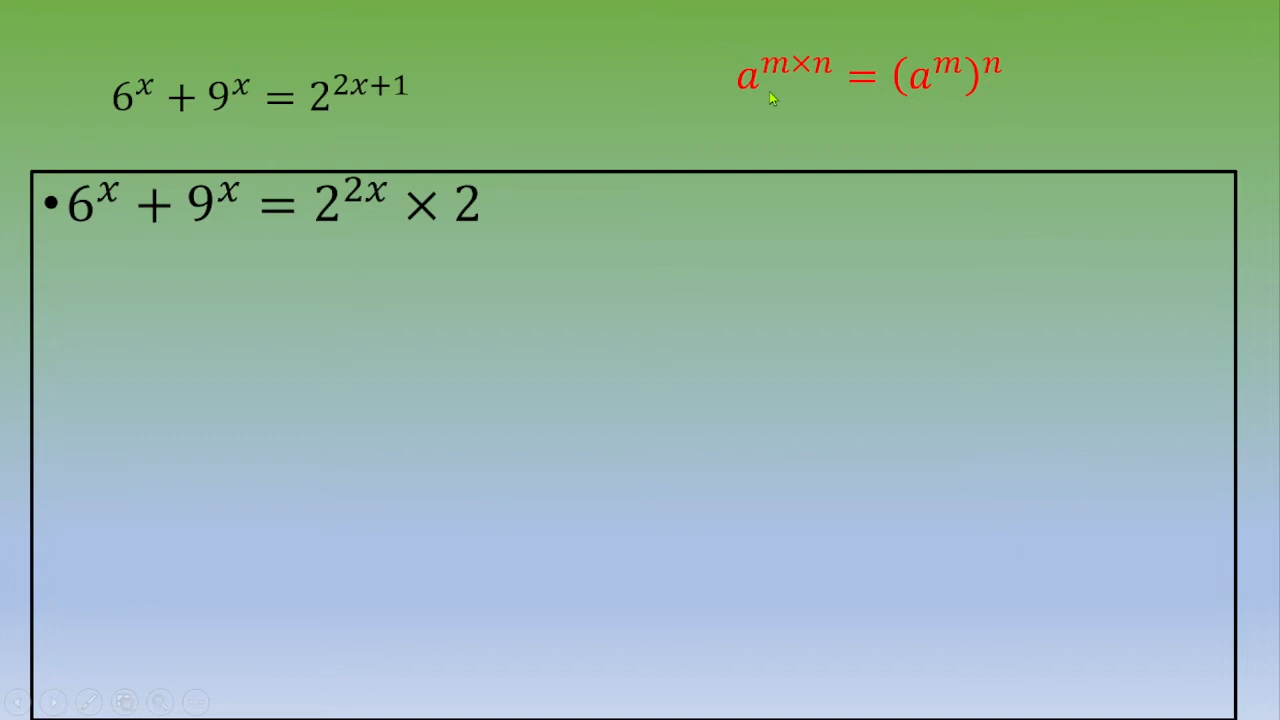 6^x + 9^x = 2^{2x+1}
a^{m×n} = (a^m)^n
•6^x + 9^x = 2^{2x} × 2